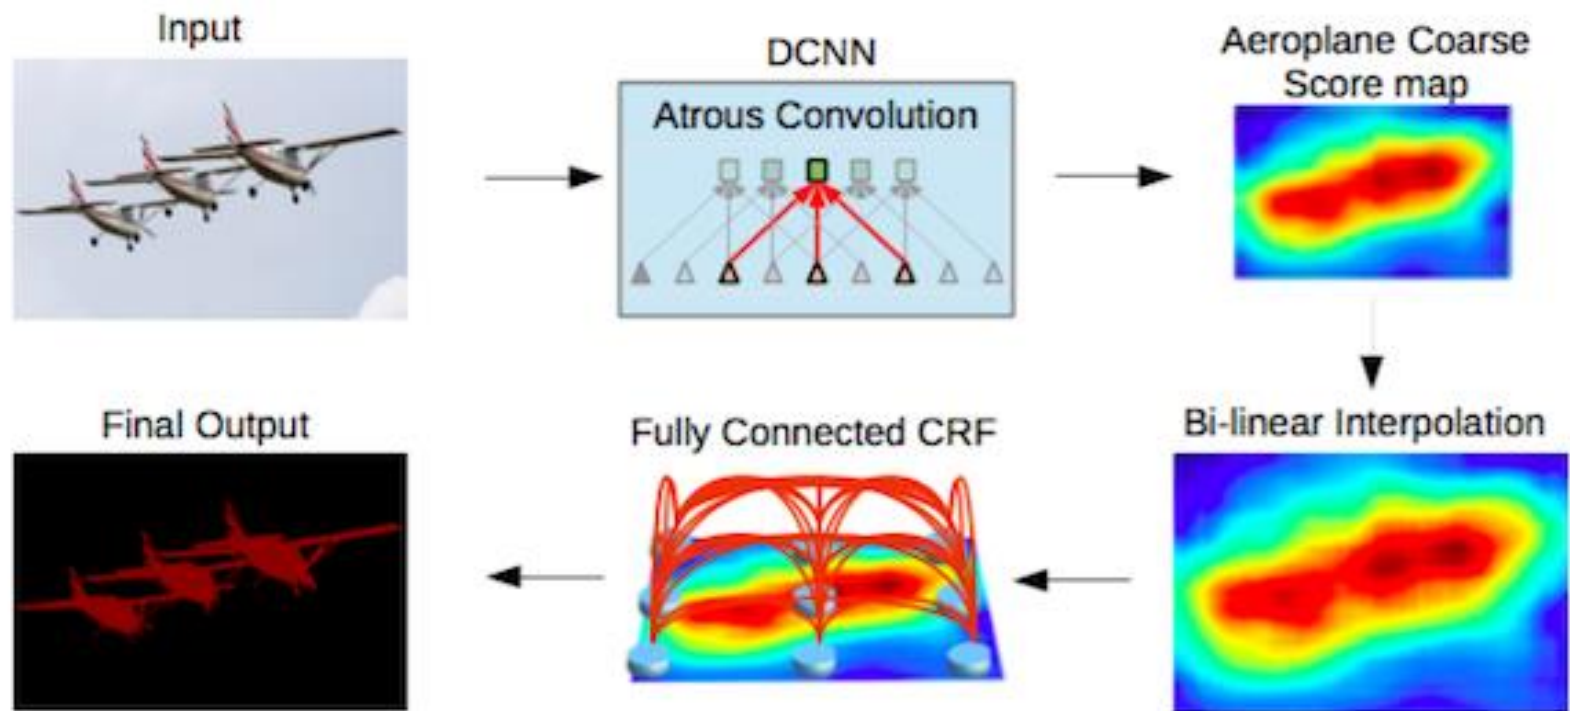 Input
DCNN
Atrous Convolution
Aeroplane Coarse
Score map
Bi-linear Interpolation
Fully Connected CRF
Final Output